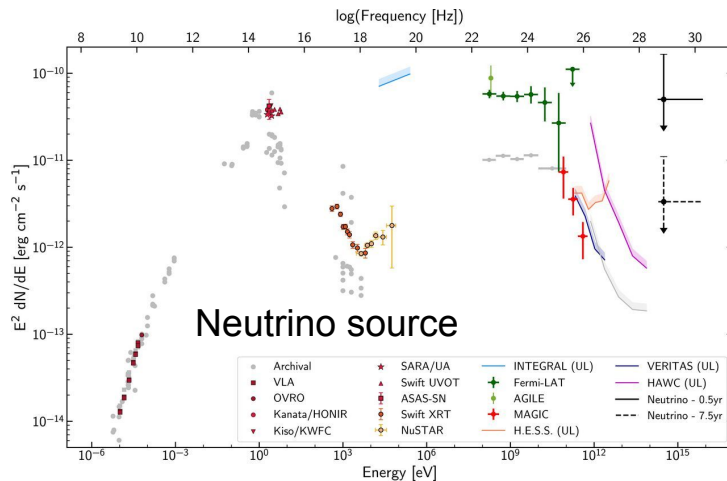 log(Frequency [Hz])
8 10 12 14 16 18 20 22 24 26 28 30
10⁻¹⁰
10⁻¹¹
10⁻¹²
10⁻¹³
10⁻¹⁴
E² dN/dE [erg cm⁻² s⁻¹]
Neutrino source
Archival
VLA
OVRO
Kanata/HONIR
Kiso/KWFC
SARA/UA
Swift UVOT
ASAS-SN
Swift XRT
NuSTAR
INTEGRAL (UL)
Fermi-LAT
AGILE
MAGIC
H.E.S.S. (UL)
VERITAS (UL)
HAWC (UL)
Neutrino - 0.5yr
Neutrino - 7.5yr
10⁻⁶ 10⁻³ 10⁰ 10³ 10⁶ 10⁹ 10¹² 10¹⁵
Energy [eV]